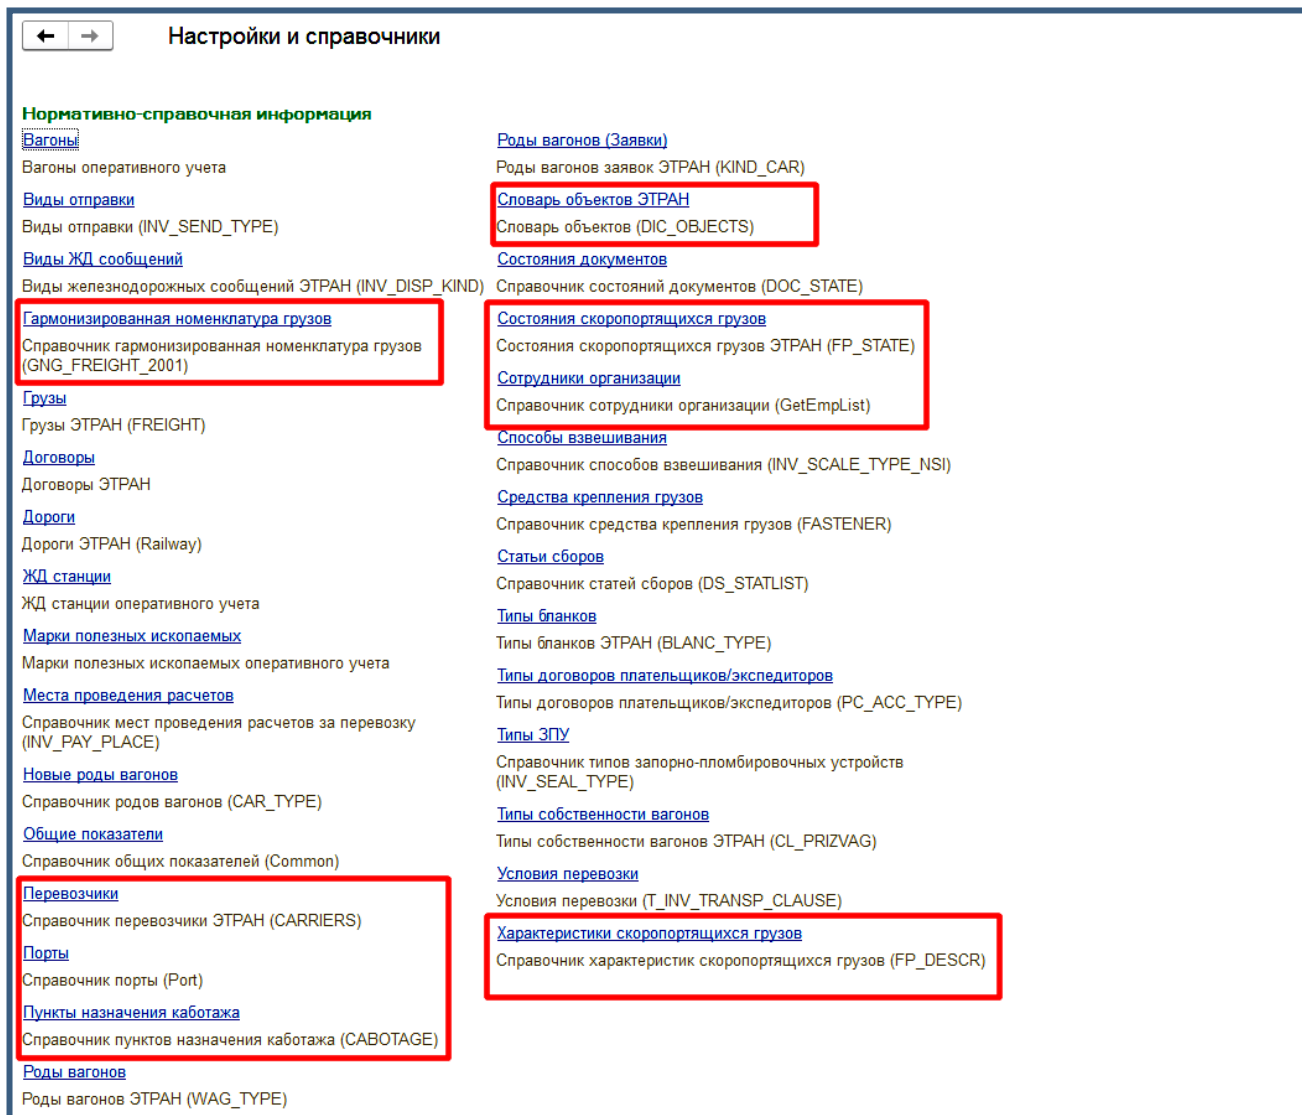 Настройки и справочники
Нормативно-справочная информация
Вагоны
Вагоны оперативного учета
Виды отправки
Виды отправки (INV_SEND_TYPE)
Виды ЖД сообщений
Виды железнодорожных сообщений ЭТРАН (INV_DISP_KIND)
Гармонизированная номенклатура грузов
Справочник гармонизированная номенклатура грузов
(GNG_FREIGHT_2001)
Грузы
Грузы ЭТРАН (FREIGHT)
Договоры
Договоры ЭТРАН
Дороги
Дороги ЭТРАН (Railway)
ЖД станции
ЖД станции оперативного учета
Марки полезных ископаемых
Марки полезных ископаемых оперативного учета
Места проведения расчетов
Справочник мест проведения расчетов за перевозку
(INV_PAY_PLACE)
Новые роды вагонов
Справочник родов вагонов (CAR_TYPE)
Общие показатели
Справочник общих показателей (Common)
Перевозчики
Справочник перевозчики ЭТРАН (CARRIERS)
Порты
Справочник порты (Port)
Пункты назначения каботажа
Справочник пунктов назначения каботажа (CABOTAGE)
Роды вагонов
Роды вагонов ЭТРАН (WAG_TYPE)
Роды вагонов (Заявки)
Роды вагонов заявок ЭТРАН (KIND_CAR)
Словарь объектов ЭТРАН
Словарь объектов (DIC_OBJECTS)
Состояния документов
Справочник состояний документов (DOC_STATE)
Состояния скоропортящихся грузов
Состояния скоропортящихся грузов ЭТРАН (FP_STATE)
Сотрудники организации
Справочник сотрудники организации (GetEmpList)
Способы взвешивания
Справочник способов взвешивания (INV_SCALE_TYPE_NSI)
Средства крепления грузов
Справочник средства крепления грузов (FASTENER)
Статьи сборов
Справочник статей сборов (DS_STATLIST)
Типы бланков
Типы бланков ЭТРАН (BLANC_TYPE)
Типы договоров плательщиков/экспедиторов
Типы договоров плательщиков/экспедиторов (PC_ACC_TYPE)
Типы ЗПУ
Справочник типов запорно-пломбировочных устройств
(INV_SEAL_TYPE)
Типы собственности вагонов
Типы собственности вагонов ЭТРАН (CL_PRIZVAG)
Условия перевозки
Условия перевозки (T_INV_TRANSP_CLAUSE)
Характеристики скоропортящихся грузов
Справочник характеристик скоропортящихся грузов (FP_DESCR)